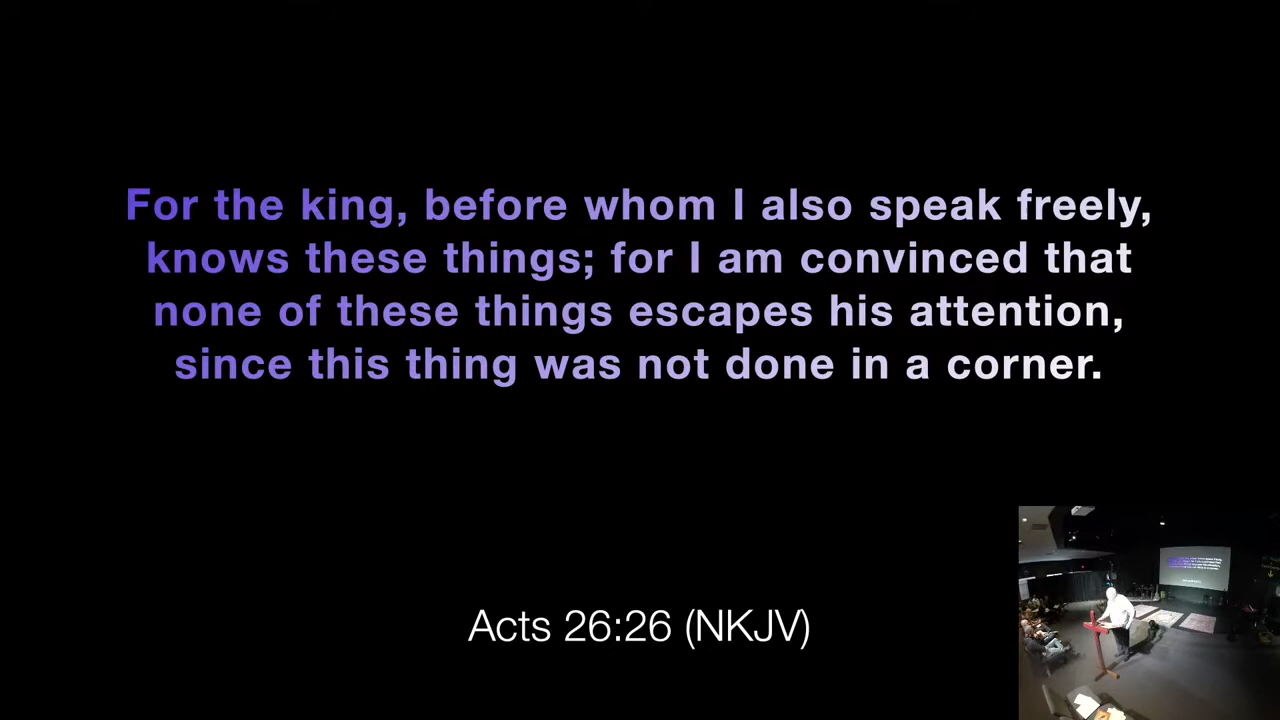 For the king, before whom I also speak freely,
knows these things; for I am convinced that
none of these things escapes his attention,
since this thing was not done in a corner.
Acts 26:26 (NKJV)